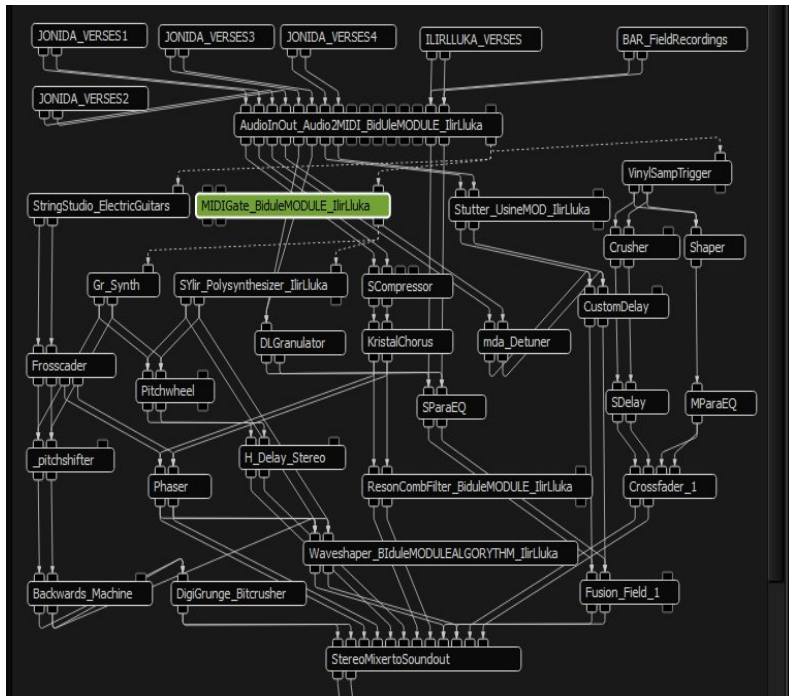 JONIDA_VERSES1
JONIDA_VERSES3
JONIDA_VERSES4
ILIRLLUKA_VERSES
BAR_FieldRecordings
JONIDA_VERSES2
AudioInOut_Audio2MIDI_BidUleMODULE_IlirLluka
VinylSampTrigger
StringStudio_ElectricGuitars
MIDIGate_BiduleMODULE_IlirLluka
Stutter_UsineMOD_IlirLluka
Crusher
Shaper
Gr_Synth
SYlir_Polysynthesizer_IlirLluka
SCompressor
CustomDelay
DLGranulator
KristalChorus
mda_Detuner
Frosscader
Pitchwheel
SParaEQ
SDelay
MParaEQ
_pitchshifter
H_Delay_Stereo
Phaser
ResonCombFilter_BiduleMODULE_IlirLluka
Crossfader_1
Waveshaper_BIduleMODULEALGORYTHM_IlirLluka
Backwards_Machine
DigiGrunge_Bitcrusher
Fusion_Field_1
StereoMixertoSoundout